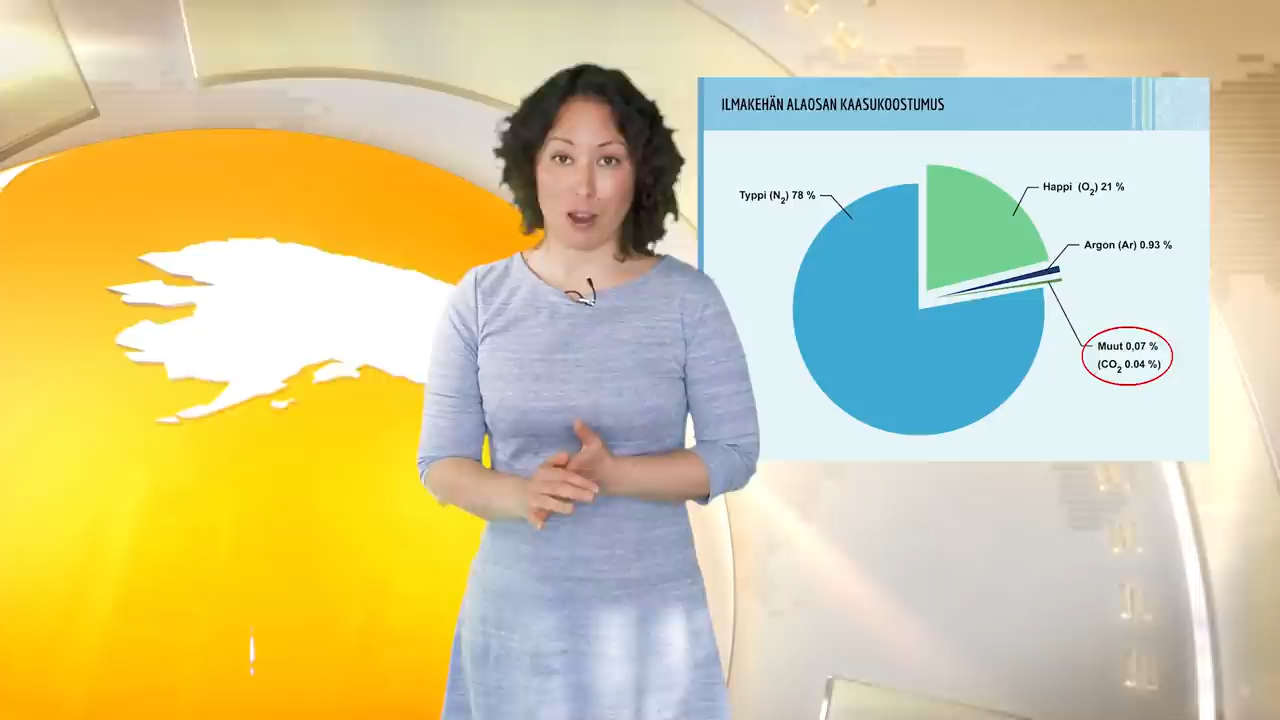 ILMAKEHÄN ALAOSAN KAASUKOOSTUMUS
Typpi (N2) 78 %
Happi (O2) 21 %
Argon (Ar) 0.93 %
Muut 0,07 %
(CO2 0.04 %)